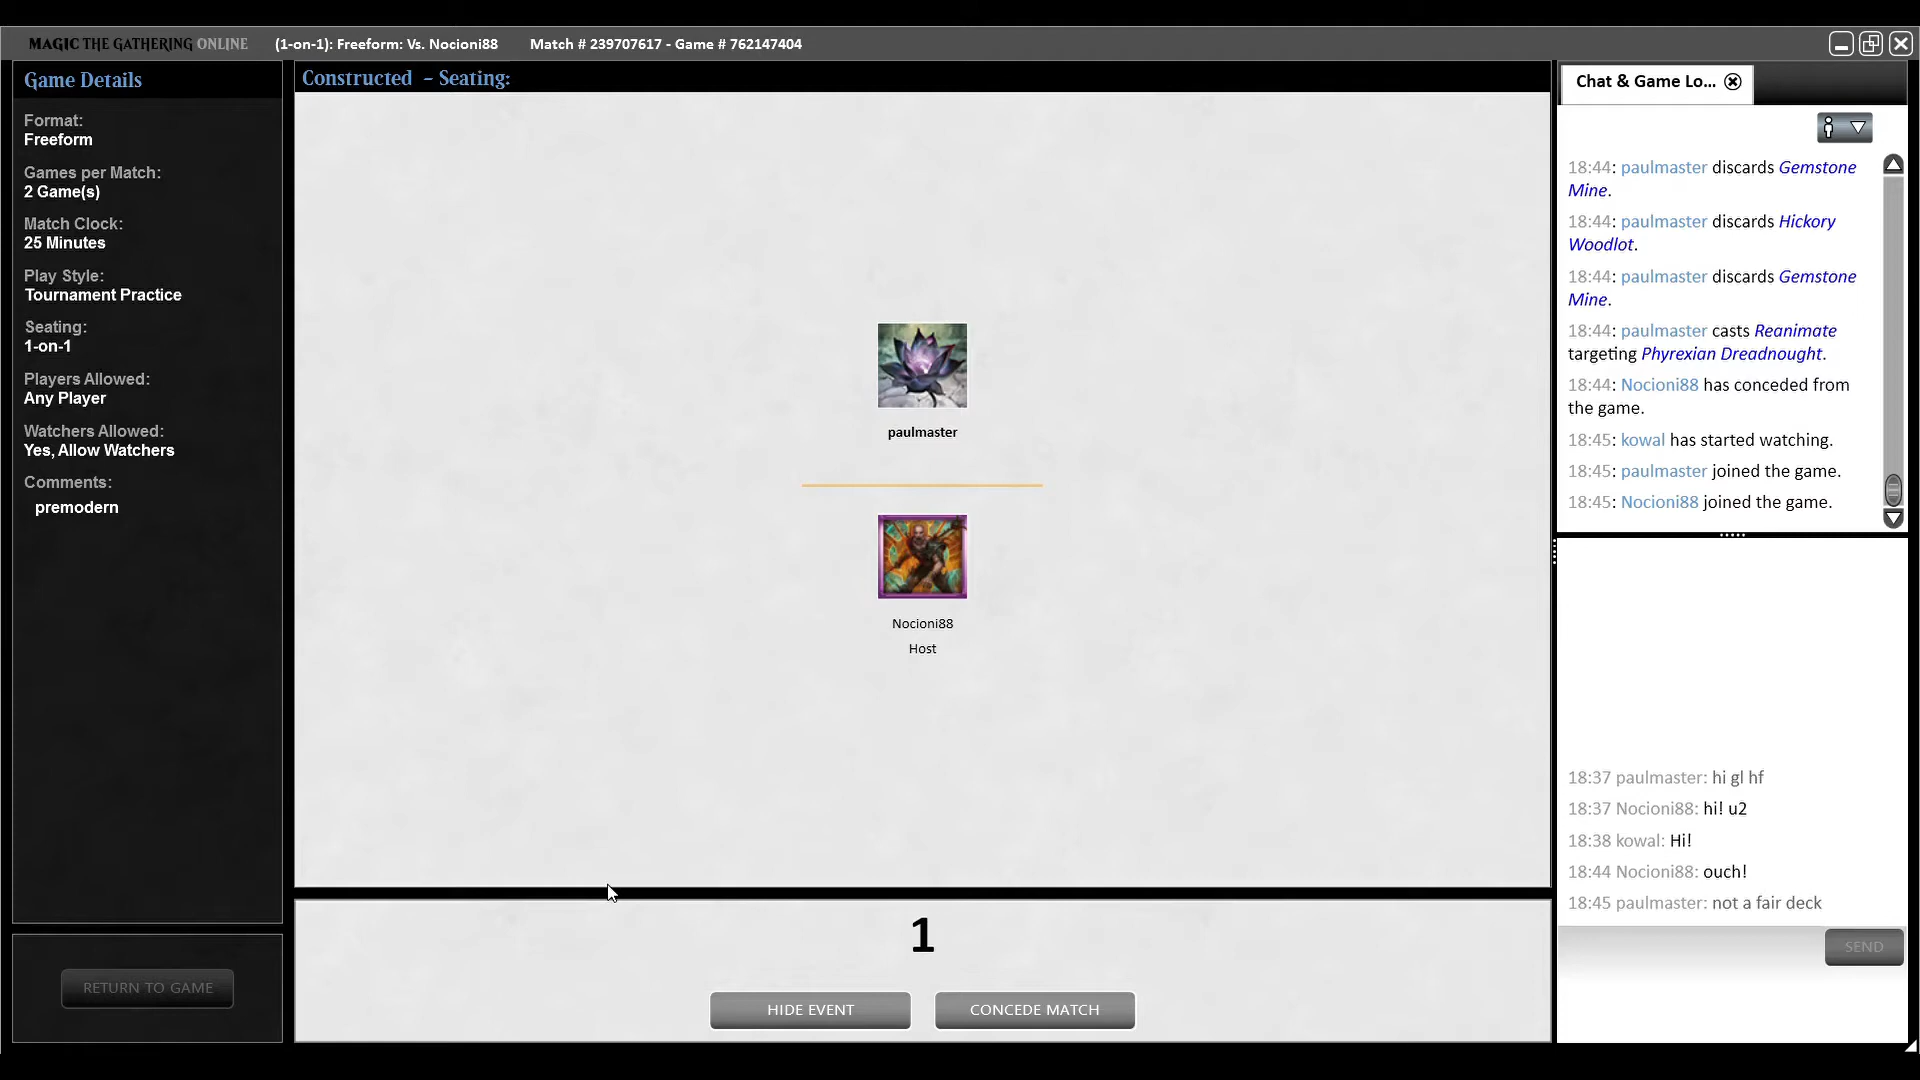 MAGIC THE GATHERING ONLINE (1-on-1): Freeform: Vs. Nocioni88 Match # 239707617 - Game # 762147404
Game Details
Format:
Freeform
Games per Match:
2 Game(s)
Match Clock:
25 Minutes
Play Style:
Tournament Practice
Seating:
1-on-1
Players Allowed:
Any Player
Watchers Allowed:
Yes, Allow Watchers
Comments:
premodern
RETURN TO GAME
Constructed – Seating:
paulmaster
Nocioni88
Host
1
HIDE EVENT
CONCEDE MATCH
Chat & Game Lo...
18:44: paulmaster discards Gemstone
Mine.
18:44: paulmaster discards Hickory
Woodlot.
18:44: paulmaster discards Gemstone
Mine.
18:44: paulmaster casts Reanimate
targeting Phyrexian Dreadnought.
18:44: Nocioni88 has conceded from
the game.
18:45: kowal has started watching.
18:45: paulmaster joined the game.
18:45: Nocioni88 joined the game.
18:37 paulmaster: hi gl hf
18:37 Nocioni88: hi! u2
18:38 kowal: Hi!
18:44 Nocioni88: ouch!
18:45 paulmaster: not a fair deck
SEND